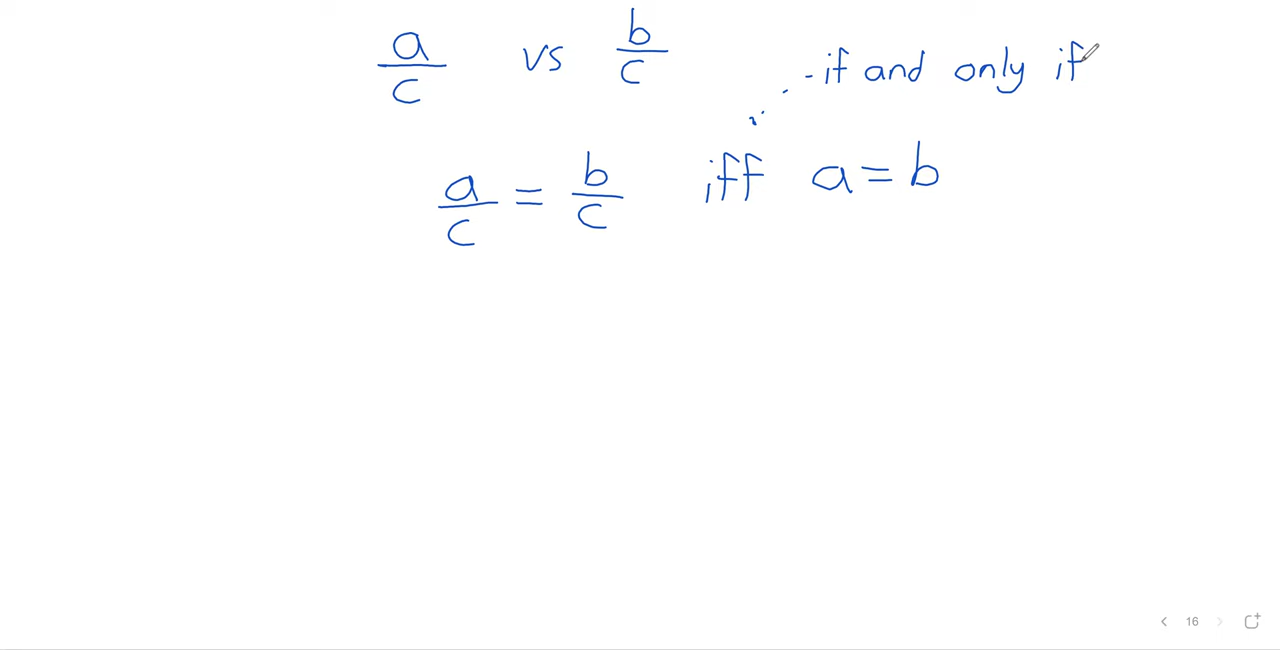 a/c vs b/c
if and only if
a/c = b/c iff a = b
16